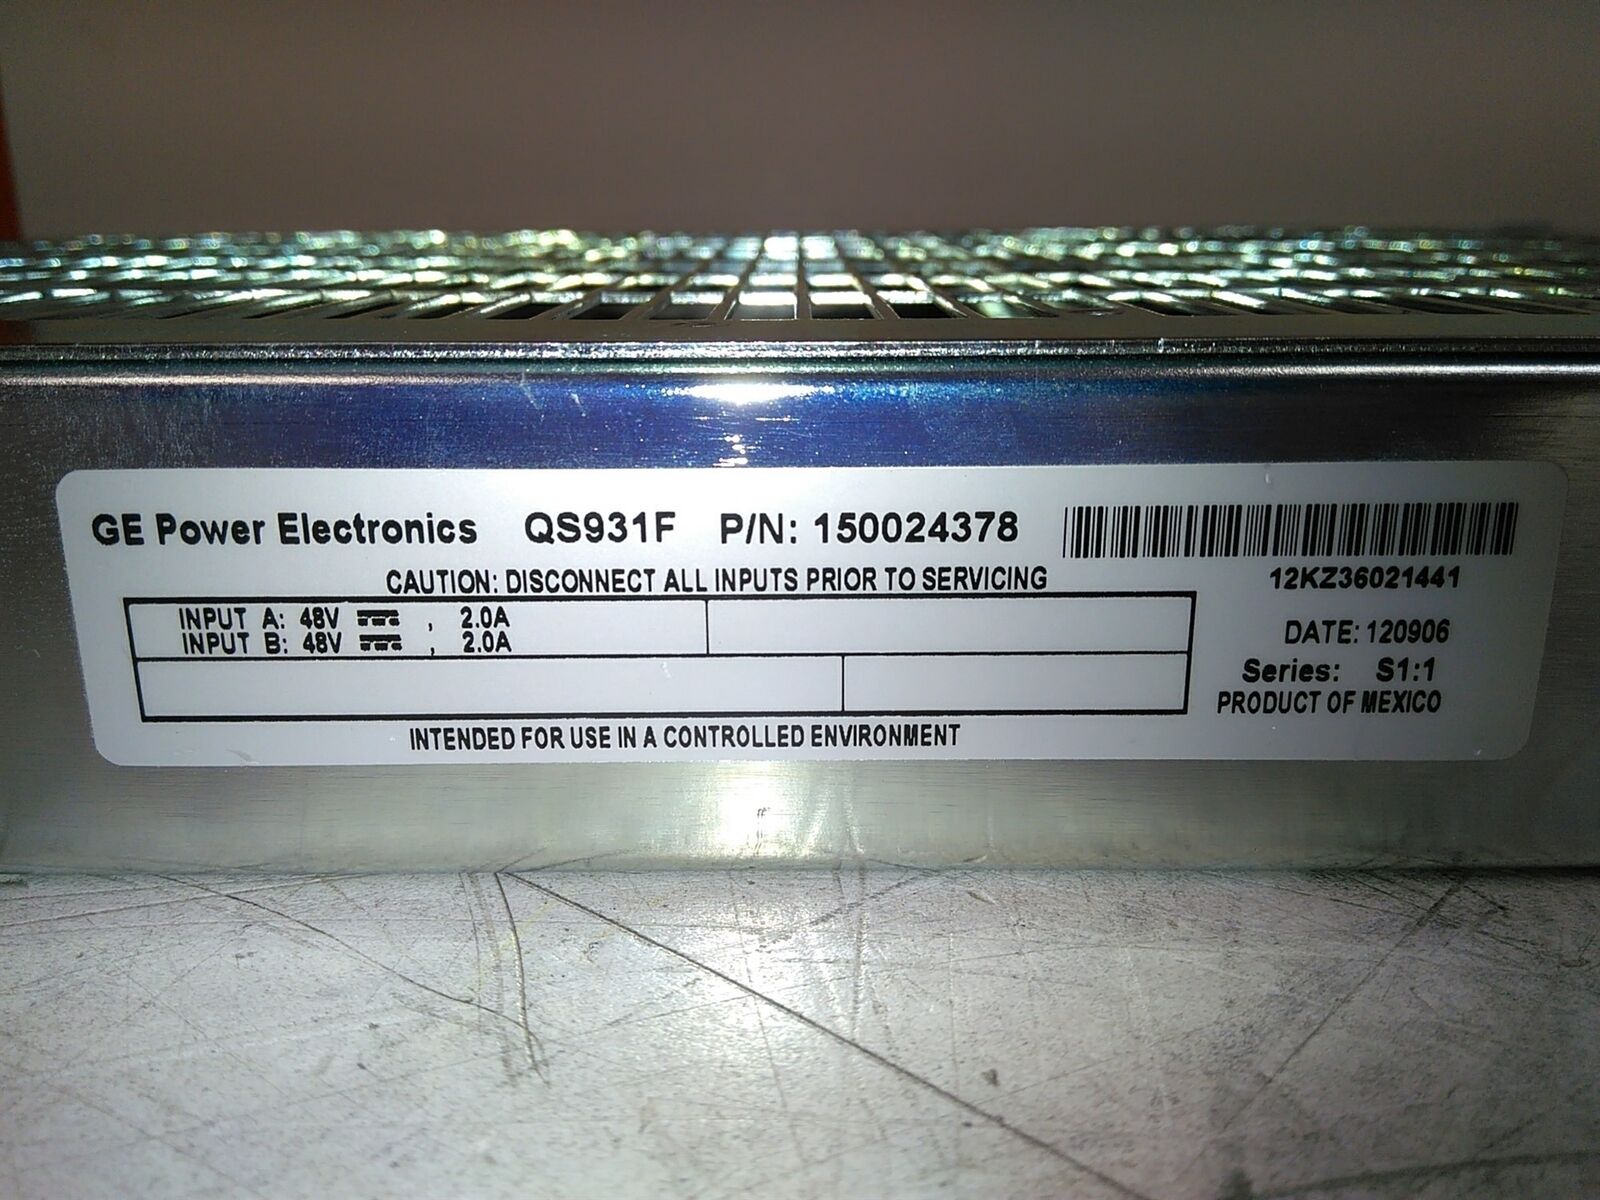 GE Power Electronics QS931F P/N: 150024378
CAUTION: DISCONNECT ALL INPUTS PRIOR TO SERVICING
12KZ36021441
INPUT A: 48V ⎓ , 2.0A
INPUT B: 48V ⎓ , 2.0A
DATE: 120906
Series: S1:1
PRODUCT OF MEXICO
INTENDED FOR USE IN A CONTROLLED ENVIRONMENT